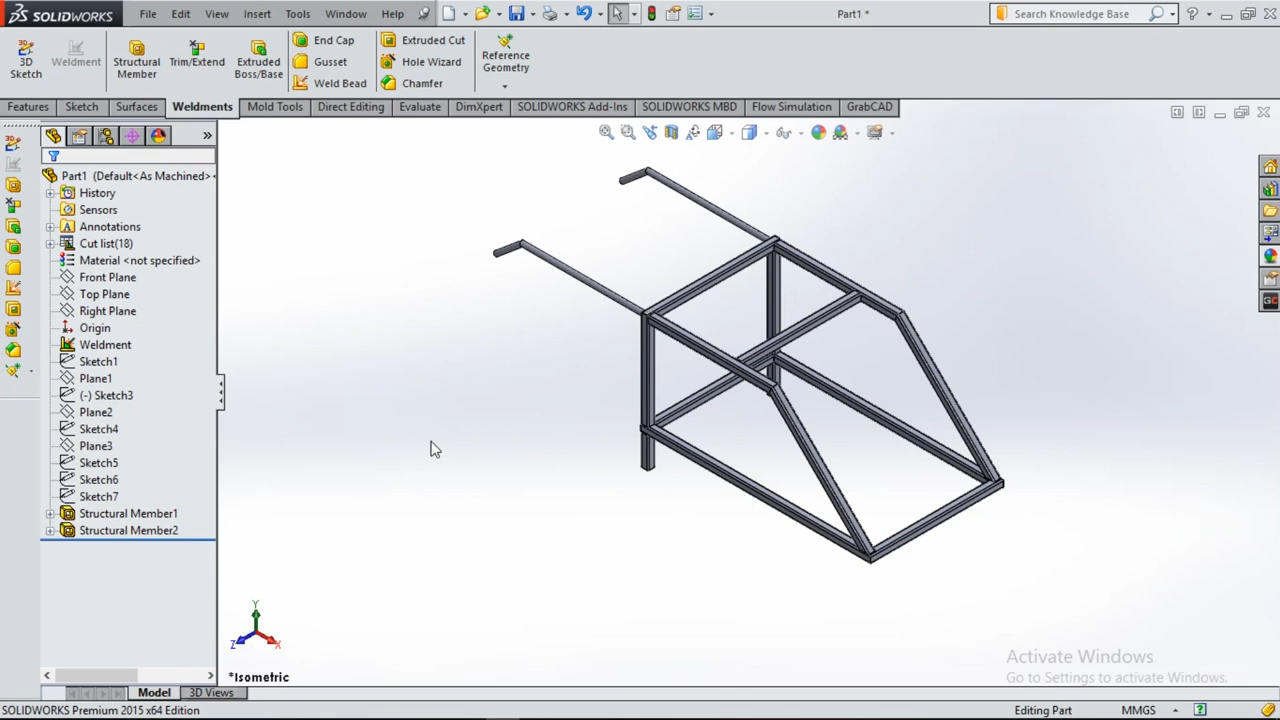 SOLIDWORKS File Edit View Insert Tools Window Help Part1 * Search Knowledge Base
3D Sketch Weldment Structural Member Trim/Extend Extruded Boss/Base End Cap Gusset Weld Bead Extruded Cut Hole Wizard Chamfer Reference Geometry
Features Sketch Surfaces Weldments Mold Tools Direct Editing Evaluate DimXpert SOLIDWORKS Add-Ins SOLIDWORKS MBD Flow Simulation GrabCAD
Part1 (Default<As Machined>
History
Sensors
Annotations
Cut list(18)
Material <not specified>
Front Plane
Top Plane
Right Plane
Origin
Weldment
Sketch1
Plane1
(-) Sketch3
Plane2
Sketch4
Plane3
Sketch5
Sketch6
Sketch7
Structural Member1
Structural Member2
Y
Z X
*Isometric
Activate Windows
Go to Settings to activate Windows.
Model 3D Views
SOLIDWORKS Premium 2015 x64 Edition Editing Part MMGS